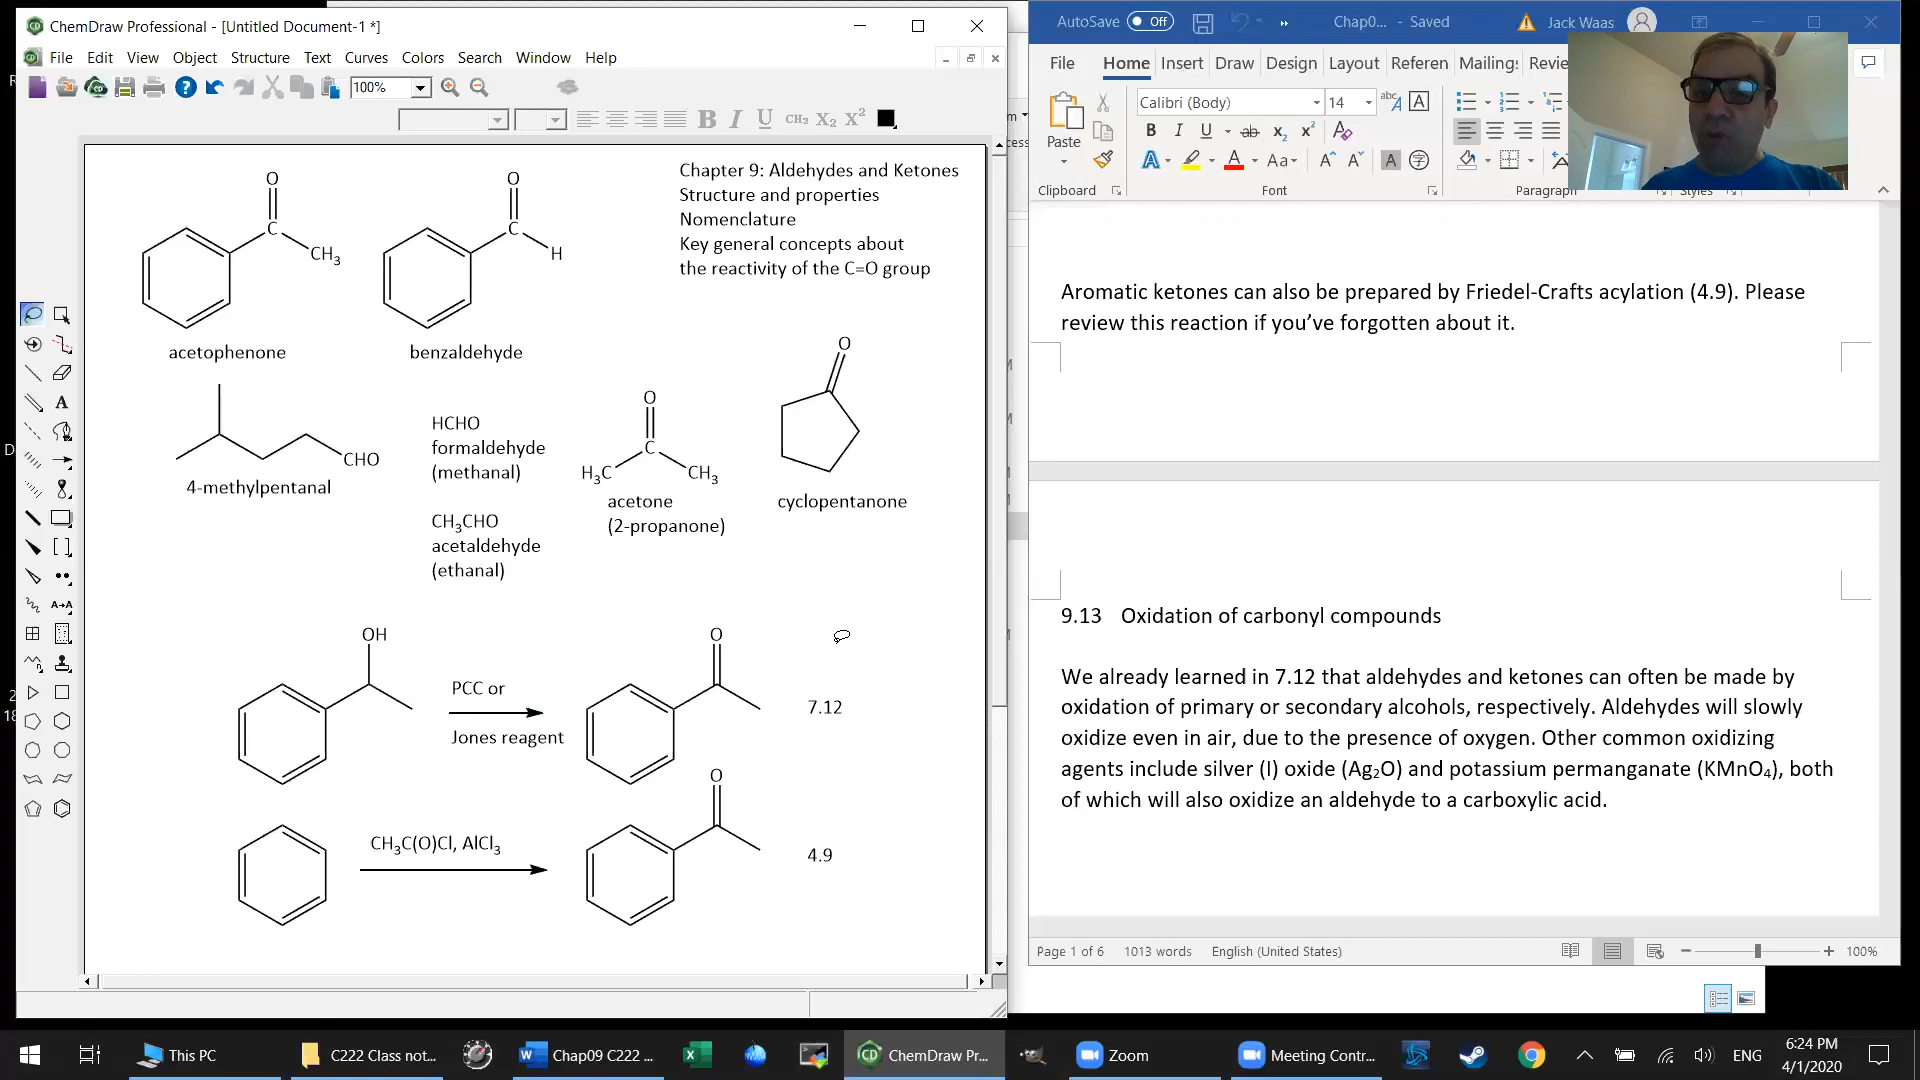 ChemDraw Professional - [Untitled Document-1 *]
File Edit View Object Structure Text Curves Colors Search Window Help
100%
B I U CH₂ X₂ X²
Chapter 9: Aldehydes and Ketones
Structure and properties
Nomenclature
Key general concepts about
the reactivity of the C=O group
O
C
CH₃
acetophenone
O
C
H
benzaldehyde
CHO
4-methylpentanal
HCHO
formaldehyde
(methanal)
CH₃CHO
acetaldehyde
(ethanal)
O
C
H₃C CH₃
acetone
(2-propanone)
O
cyclopentanone
OH
PCC or
Jones reagent
O
7.12
CH₃C(O)Cl, AlCl₃
O
4.9
AutoSave Off
Chap0... - Saved
Jack Waas
File Home Insert Draw Design Layout Referen Mailings Revie
Paste
Calibri (Body) 14
B I U ab x₂ x²
A A Aa A A A
Clipboard Font Paragraph Styles
Aromatic ketones can also be prepared by Friedel-Crafts acylation (4.9). Please
review this reaction if you've forgotten about it.
9.13 Oxidation of carbonyl compounds
We already learned in 7.12 that aldehydes and ketones can often be made by
oxidation of primary or secondary alcohols, respectively. Aldehydes will slowly
oxidize even in air, due to the presence of oxygen. Other common oxidizing
agents include silver (I) oxide (Ag₂O) and potassium permanganate (KMnO₄), both
of which will also oxidize an aldehyde to a carboxylic acid.
Page 1 of 6 1013 words English (United States) 100%
This PC
C222 Class not...
Chap09 C222 ...
ChemDraw Pr...
Zoom
Meeting Contr...
ENG
6:24 PM
4/1/2020